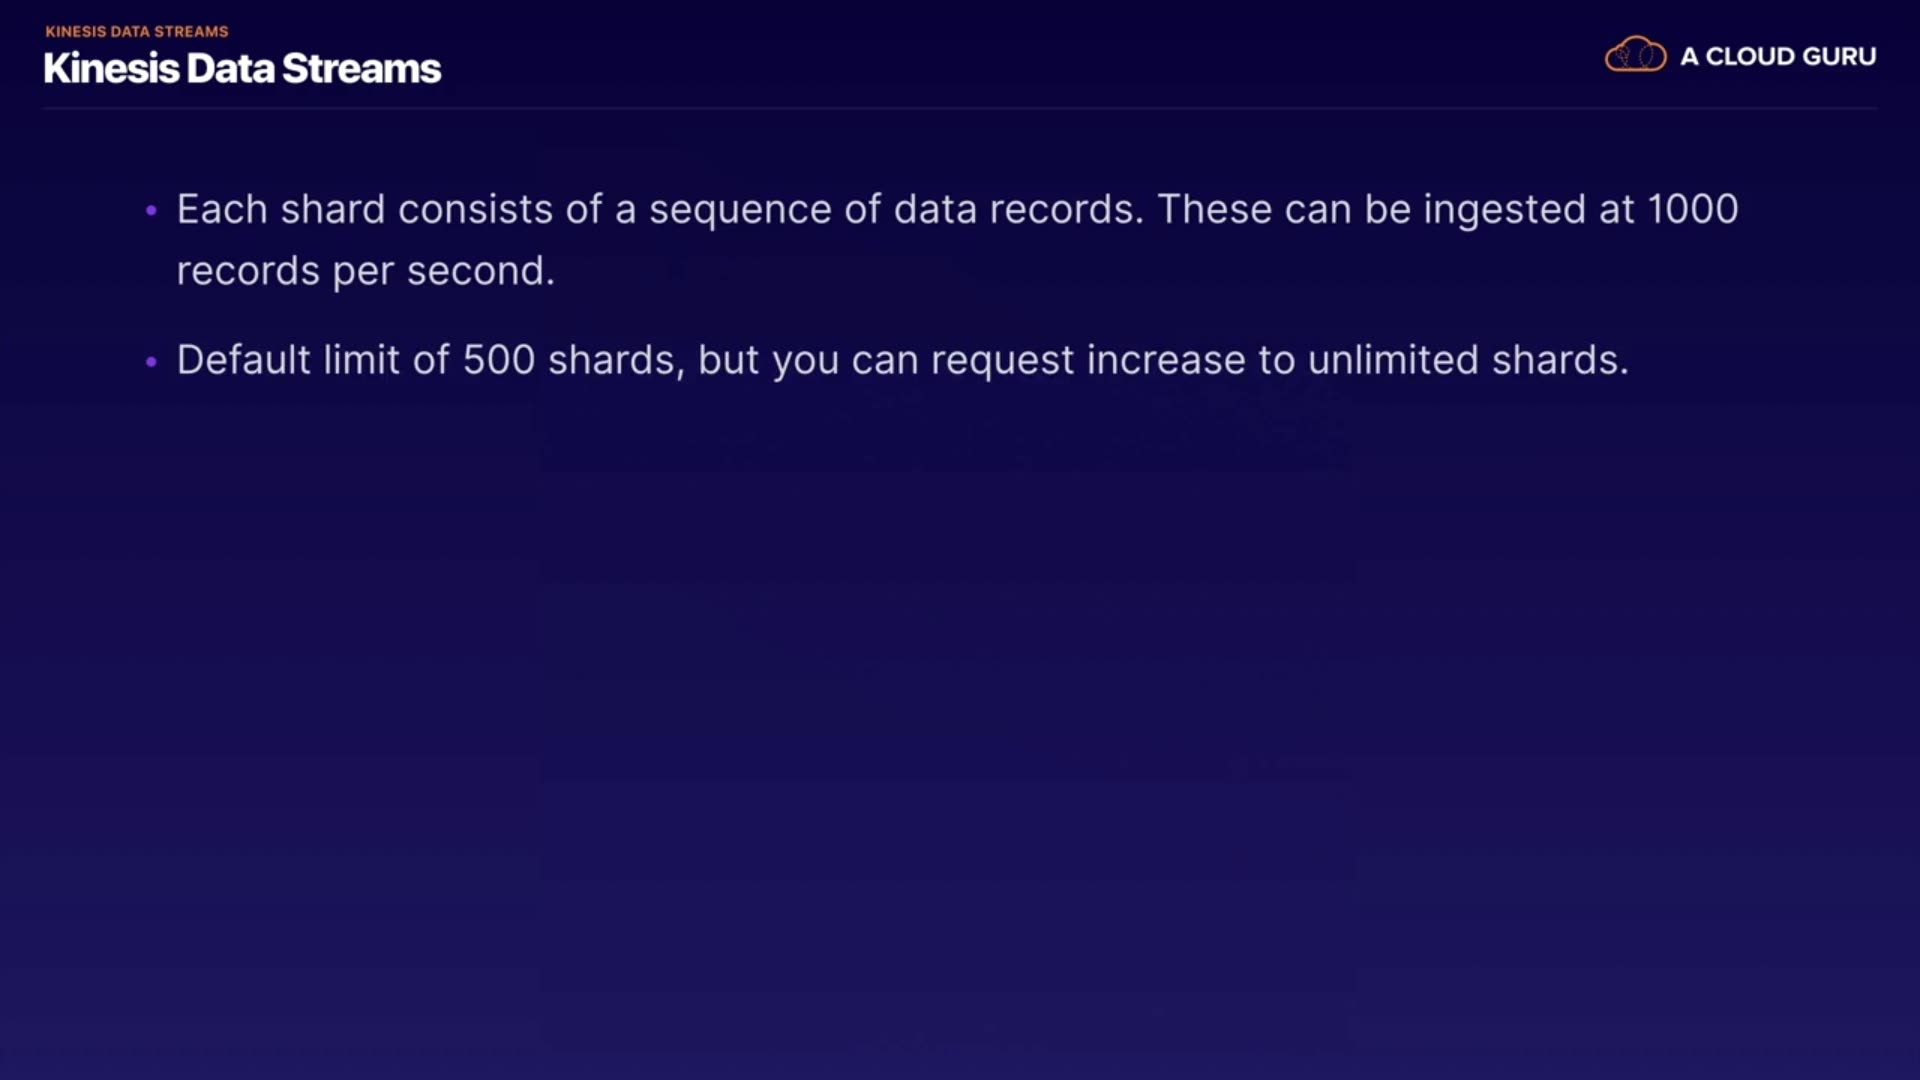 KINESIS DATA STREAMS
Kinesis Data Streams
A CLOUD GURU
• Each shard consists of a sequence of data records. These can be ingested at 1000
records per second.
• Default limit of 500 shards, but you can request increase to unlimited shards.